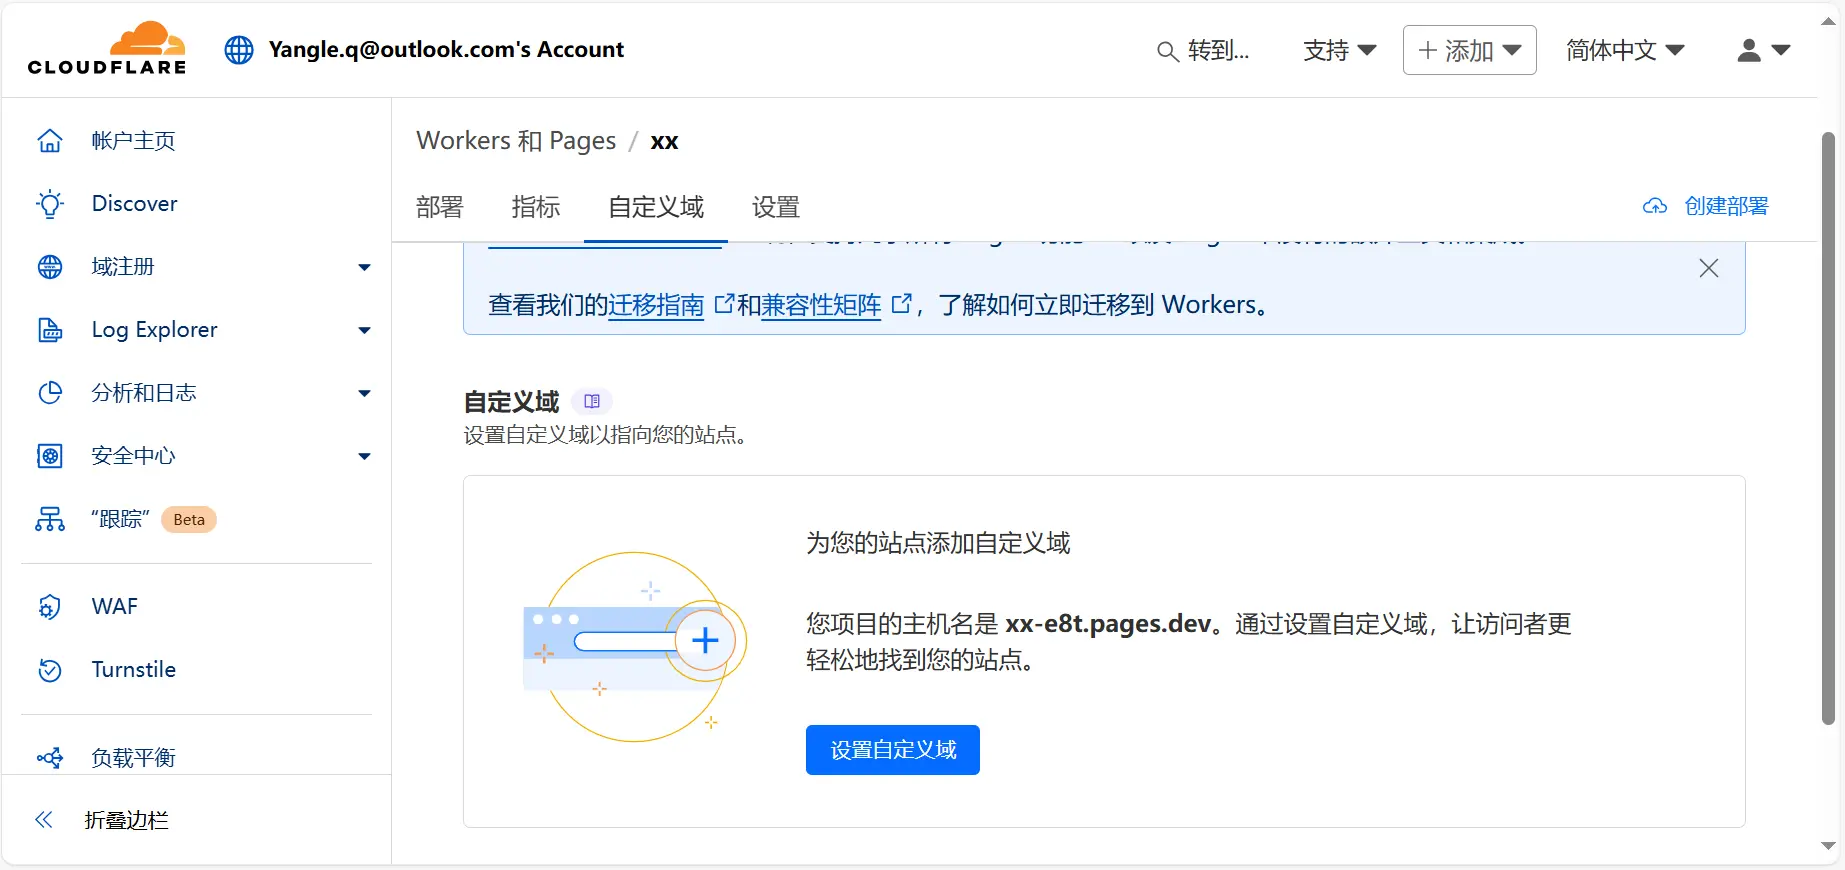 CLOUDFLARE
Yangle.q@outlook.com's Account
转到...
支持
添加
简体中文
帐户主页
Discover
域注册
Log Explorer
分析和日志
安全中心
“跟踪” Beta
WAF
Turnstile
负载平衡
折叠边栏
Workers 和 Pages / xx
部署 指标 自定义域 设置
创建部署
查看我们的迁移指南和兼容性矩阵，了解如何立即迁移到 Workers。
自定义域
设置自定义域以指向您的站点。
为您的站点添加自定义域
您项目的主机名是 xx-e8t.pages.dev。通过设置自定义域，让访问者更
轻松地找到您的站点。
设置自定义域